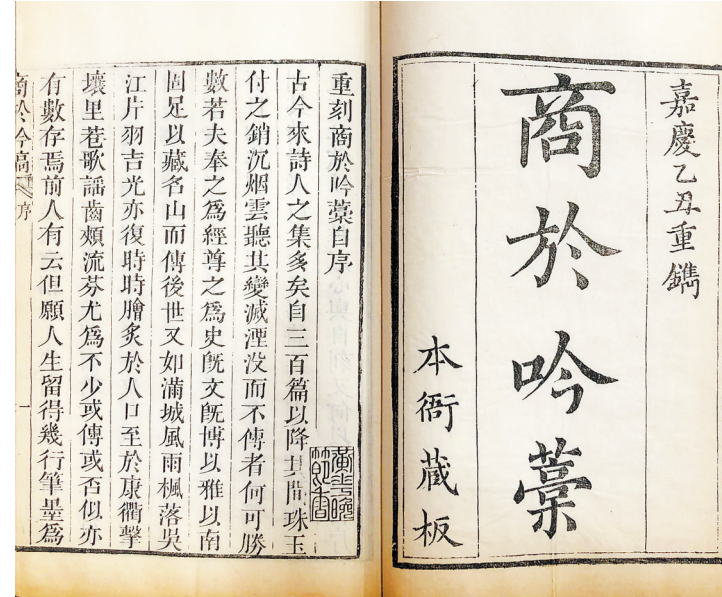 嘉慶乙丑重鐫
商於吟藁
本衙藏板
重刻商於吟藁自序
古今來詩人之集多矣自三百篇以降其間珠玉
付之銷沉烟雲聽其變滅湮没而不傳者何可勝
數若夫奉之爲經尊之爲史旣文旣博以雅以南
固足以藏名山而傳後世又如滿城風雨楓落吳
江片羽吉光亦復時時膾炙於人口至於康衢擊
壤里巷歌謡齒頰流芬尤爲不少或傳或否似亦
有數存焉前人有云但願人生留得幾行筆墨爲
商於吟稿
序
一